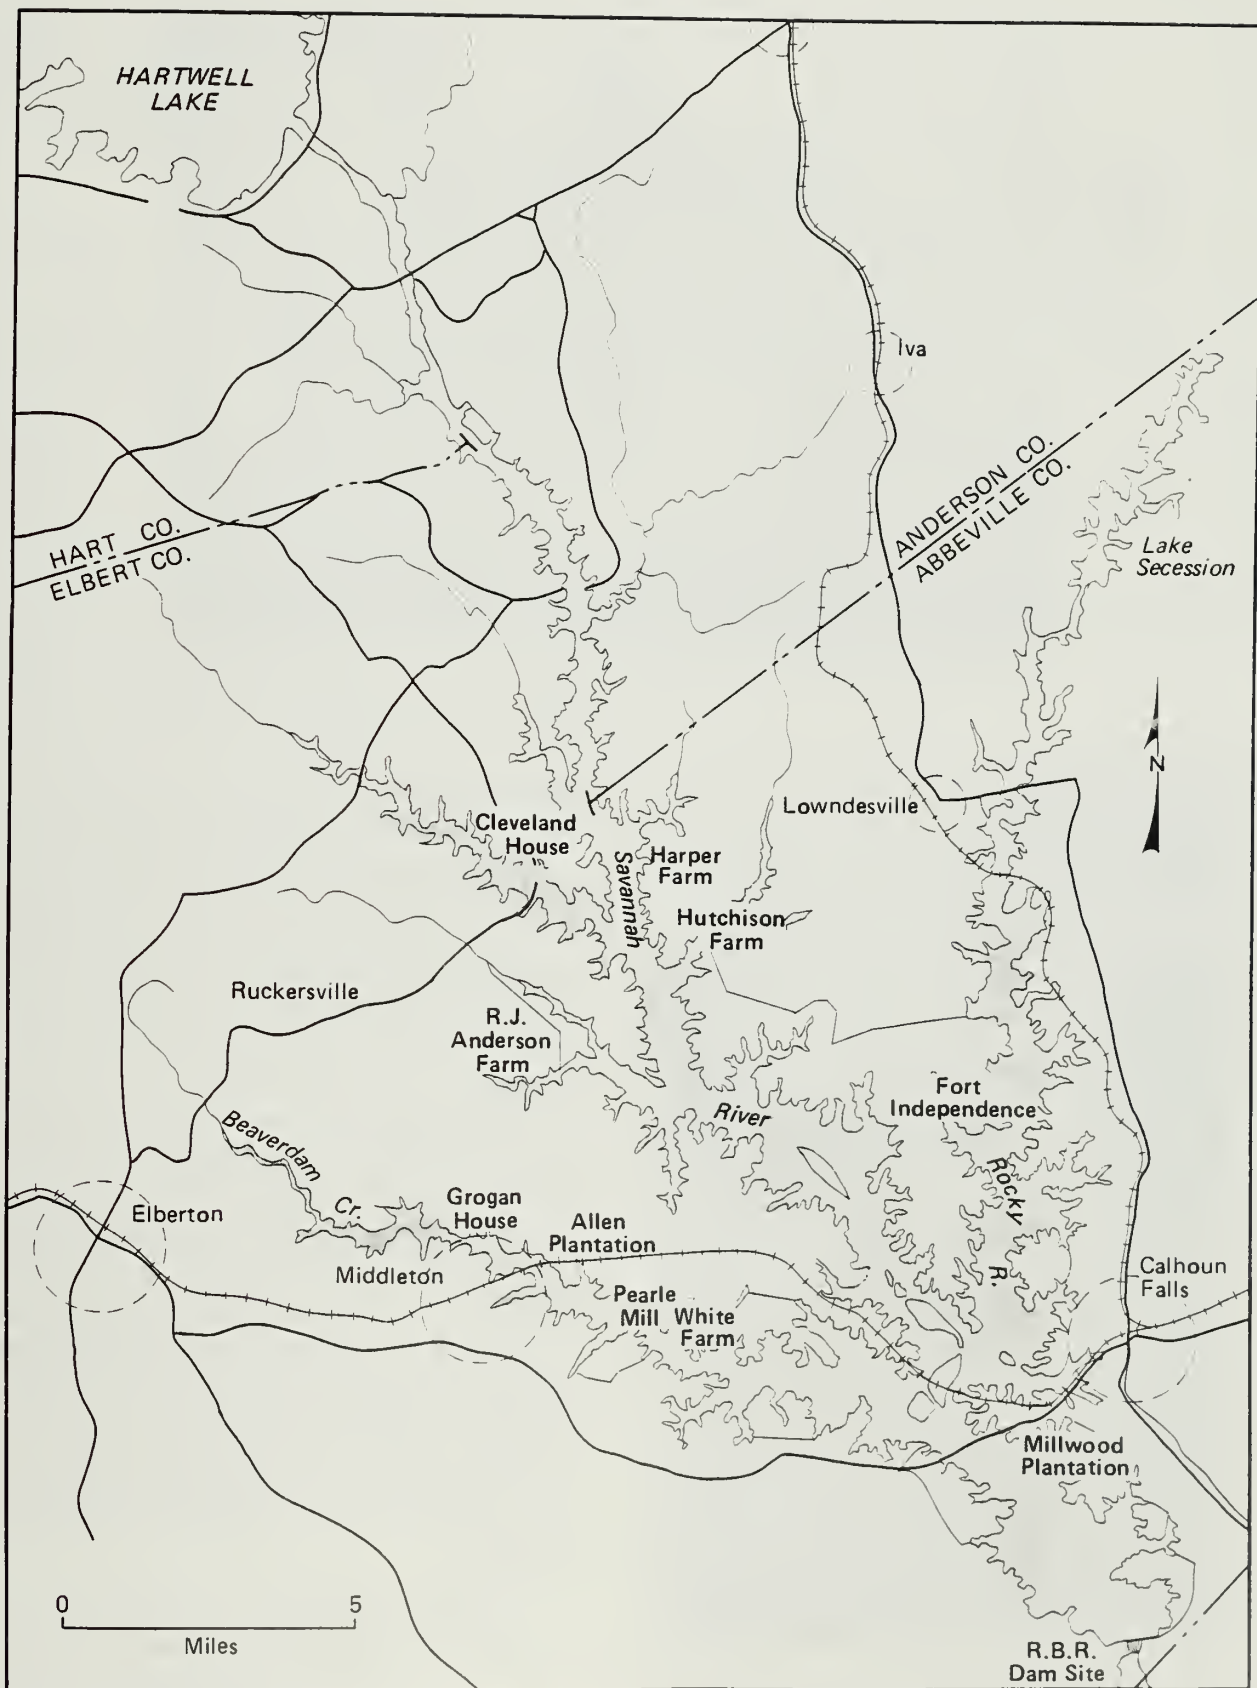 HARTWELL
LAKE
Iva
ANDERSON CO.
ABBEVILLE CO.
HART CO.
ELBERT CO.
Lake
Secession
N
Lowndesville
Cleveland
House
Savannah
Harper
Farm
Hutchison
Farm
Ruckersville
R.J.
Anderson
Farm
Fort
Independence
River
Beaverdam
Cr.
Rocky
R.
Elberton
Grogan
House
Allen
Plantation
Middleton
Calhoun
Falls
Pearle
Mill
White
Farm
Millwood
Plantation
0 5
Miles
R.B.R.
Dam Site